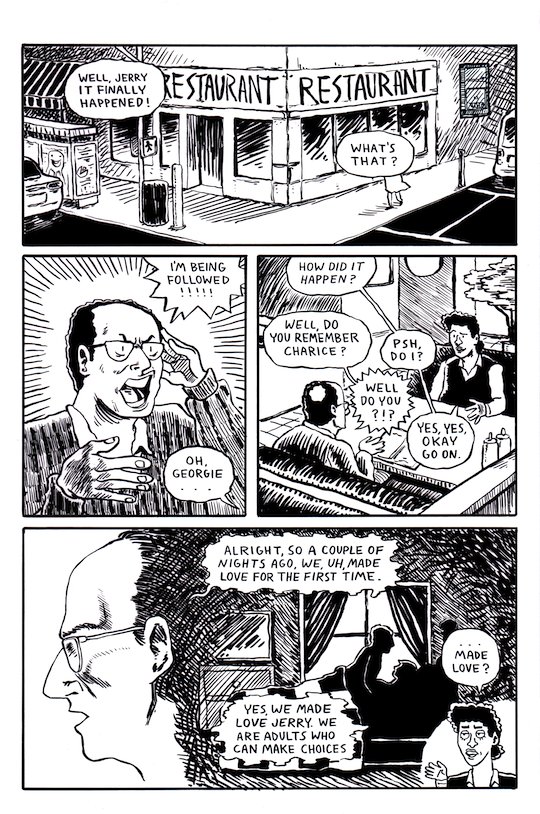 WELL, JERRY
IT FINALLY
HAPPENED!
RESTAURANT
RESTAURANT
WHAT'S
THAT?
I'M BEING
FOLLOWED
!!!!!
OH,
GEORGIE
....
HOW DID IT
HAPPEN?
WELL, DO
YOU REMEMBER
CHARICE?
PSH,
DO I?
WELL
DO YOU
?!?
YES, YES,
OKAY
GO ON.
ALRIGHT, SO A COUPLE OF
NIGHTS AGO, WE, UH, MADE
LOVE FOR THE FIRST TIME.
...
MADE
LOVE?
YES, WE MADE
LOVE JERRY. WE
ARE ADULTS WHO
CAN MAKE CHOICES